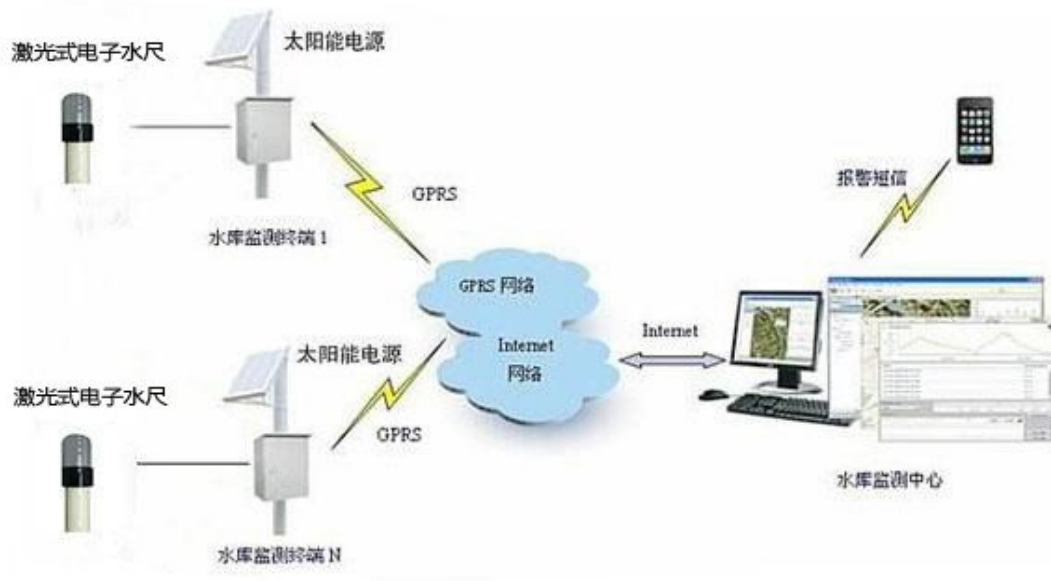 激光式电子水尺
太阳能电源
GPRS
水库监测终端 1
报警短信
GPRS 网络
Internet
网络
Internet
太阳能电源
激光式电子水尺
GPRS
水库监测中心
水库监测终端 N